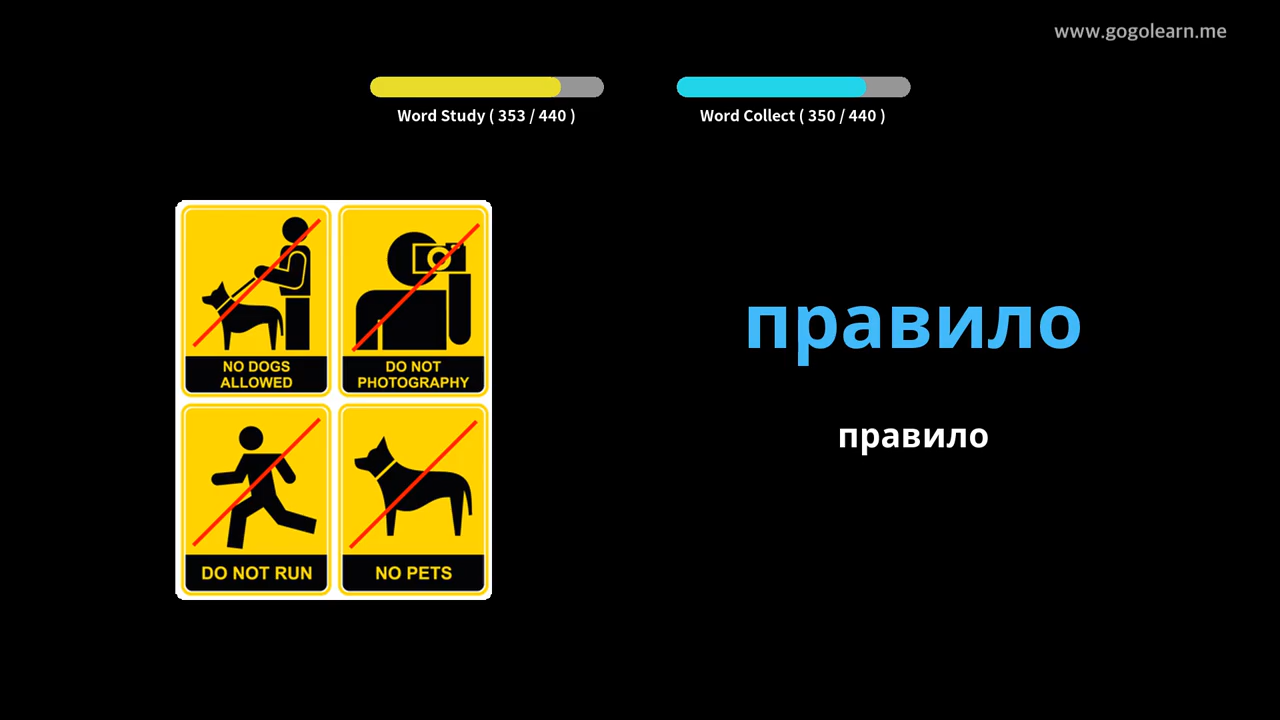 www.gogolearn.me
Word Study ( 353 / 440 )
Word Collect ( 350 / 440 )
NO DOGS
ALLOWED
DO NOT
PHOTOGRAPHY
DO NOT RUN
NO PETS
правило
правило